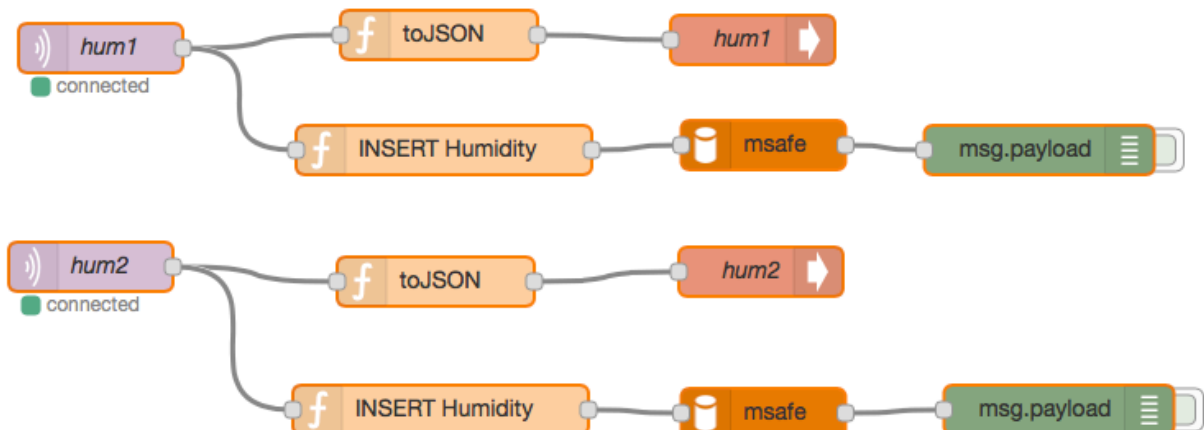 hum1
toJSON
hum1
connected
INSERT Humidity
msafe
msg.payload
hum2
toJSON
hum2
connected
INSERT Humidity
msafe
msg.payload